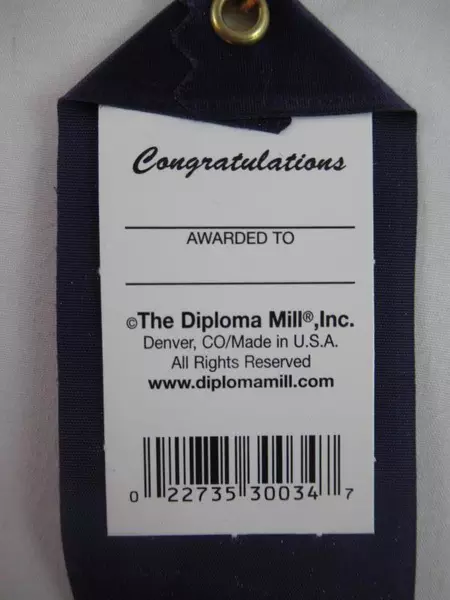 Congratulations
AWARDED TO
©The Diploma Mill®,Inc.
Denver, CO/Made in U.S.A.
All Rights Reserved
www.diplomamill.com
0 22735 30034 7